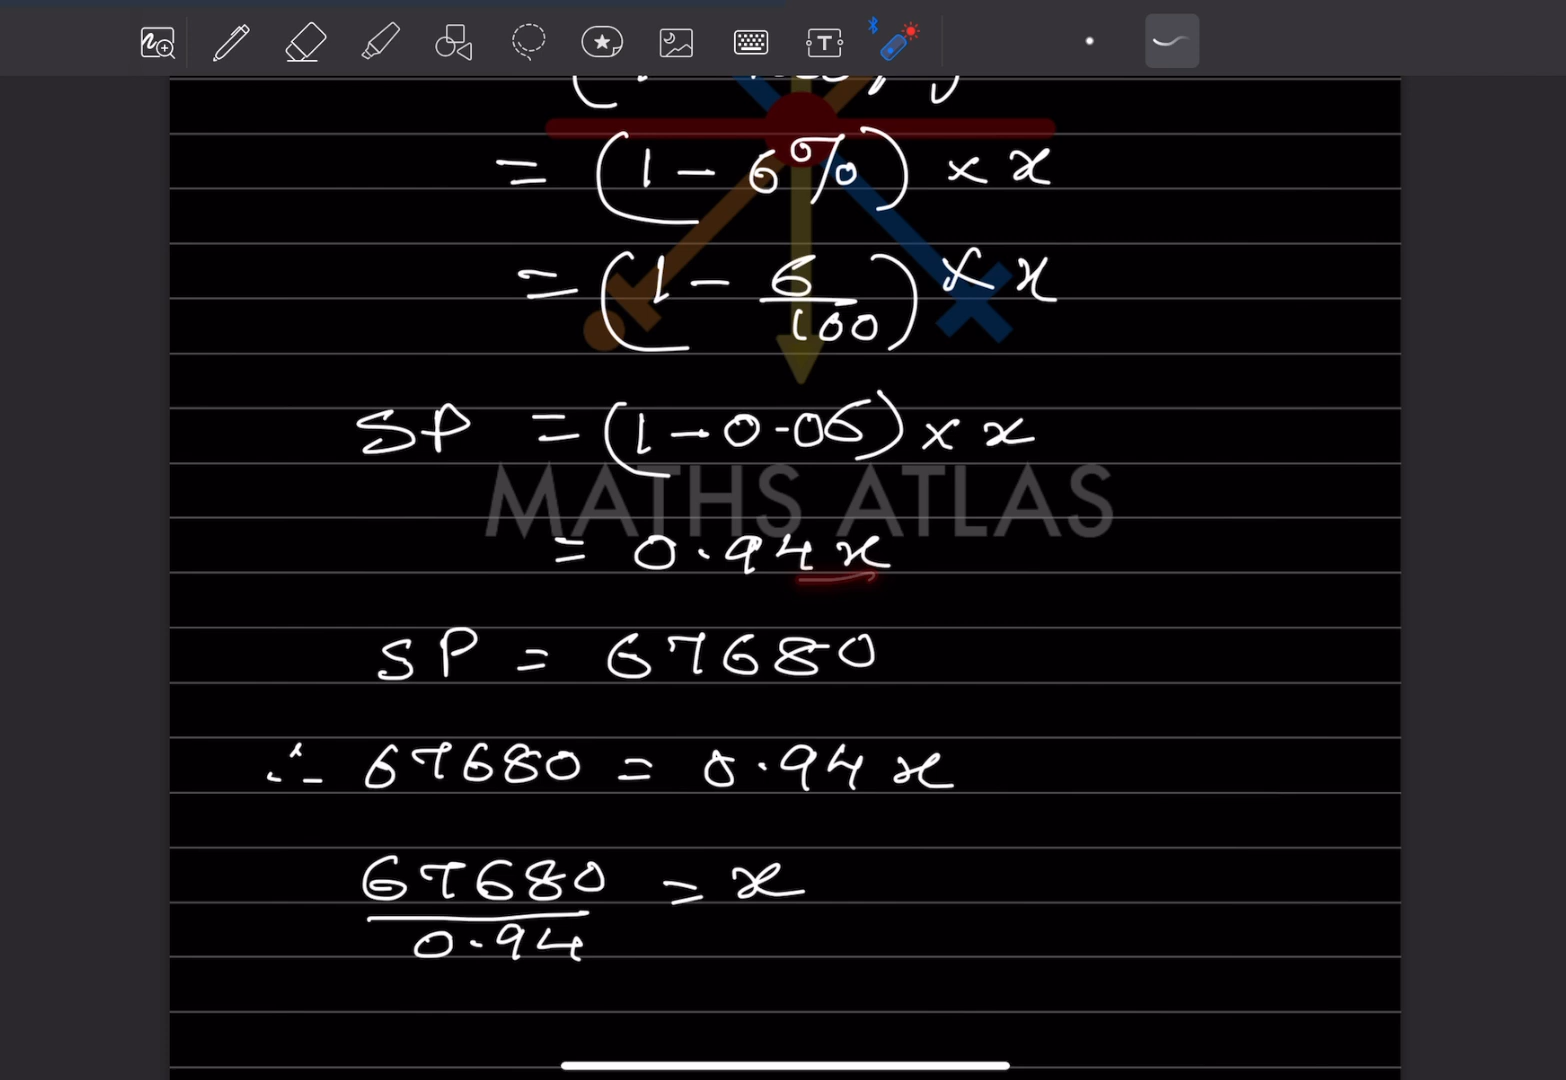 = (1 - 6%) × x
= (1 - 6/100) × x
SP = (1-0.06) × x
MATHS ATLAS
= 0.94x
SP = 67680
∴ 67680 = 0.94 x
67680/0.94 = x